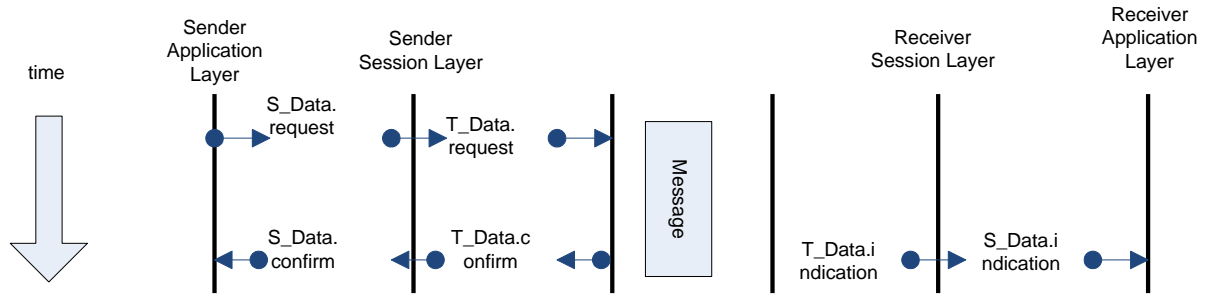 Sender
Application
Layer
Sender
Session Layer
Receiver
Session Layer
Receiver
Application
Layer
time
S_Data.
request
T_Data.
request
Message
S_Data.
confirm
T_Data.c
onfirm
T_Data.i
ndication
S_Data.i
ndication